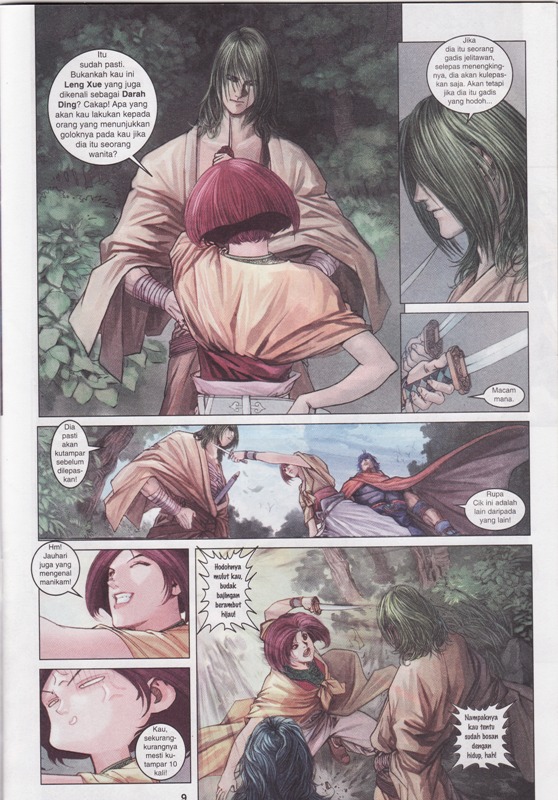 Itu
sudah pasti.
Bukankah kau ini
Leng Xue yang juga
dikenali sebagai Darah
Ding? Cakap! Apa yang
akan kau lakukan kepada
orang yang menunjukkan
goloknya pada kau jika
dia itu seorang
wanita?
Jika
dia itu seorang
gadis jelitawan,
selepas menengking-
nya, dia akan kulepas-
kan saja. Akan tetapi
jika dia itu gadis
yang hodoh...
Macam
mana.
Dia
pasti
akan
kutampar
sebelum
dilepas-
kan!
Rupa
Cik ini adalah
lain daripada
yang lain!
Hm!
Jauhari
juga yang
mengenal
manikam!
Kau,
sekurang-
kurangnya
mesti ku-
tampar 10
kali!
Hodohnya
mulut kau,
budak
bajingan
berambut
hijau!
Nampaknya
kau tentu
sudah bosan
dengan
hidup, hah!
9